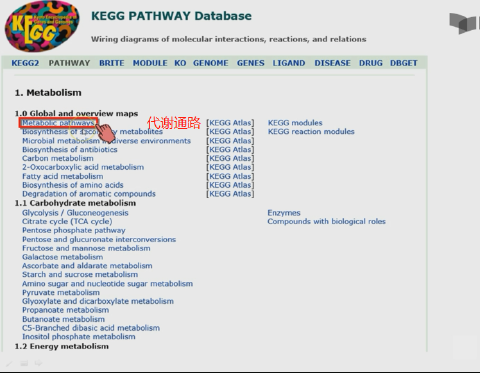 KEGG
KEGG PATHWAY Database
Wiring diagrams of molecular interactions, reactions, and relations
KEGG2 PATHWAY BRITE MODULE KO GENOME GENES LIGAND DISEASE DRUG DBGET
1. Metabolism
1.0 Global and overview maps
Metabolic pathways 代谢通路 [KEGG Atlas] KEGG modules
Biosynthesis of secondary metabolites [KEGG Atlas] KEGG reaction modules
Microbial metabolism in diverse environments [KEGG Atlas]
Biosynthesis of antibiotics [KEGG Atlas]
Carbon metabolism [KEGG Atlas]
2-Oxocarboxylic acid metabolism [KEGG Atlas]
Fatty acid metabolism [KEGG Atlas]
Biosynthesis of amino acids [KEGG Atlas]
Degradation of aromatic compounds [KEGG Atlas]
1.1 Carbohydrate metabolism
Glycolysis / Gluconeogenesis Enzymes
Citrate cycle (TCA cycle) Compounds with biological roles
Pentose phosphate pathway
Pentose and glucuronate interconversions
Fructose and mannose metabolism
Galactose metabolism
Ascorbate and aldarate metabolism
Starch and sucrose metabolism
Amino sugar and nucleotide sugar metabolism
Pyruvate metabolism
Glyoxylate and dicarboxylate metabolism
Propanoate metabolism
Butanoate metabolism
C5-Branched dibasic acid metabolism
Inositol phosphate metabolism
1.2 Energy metabolism